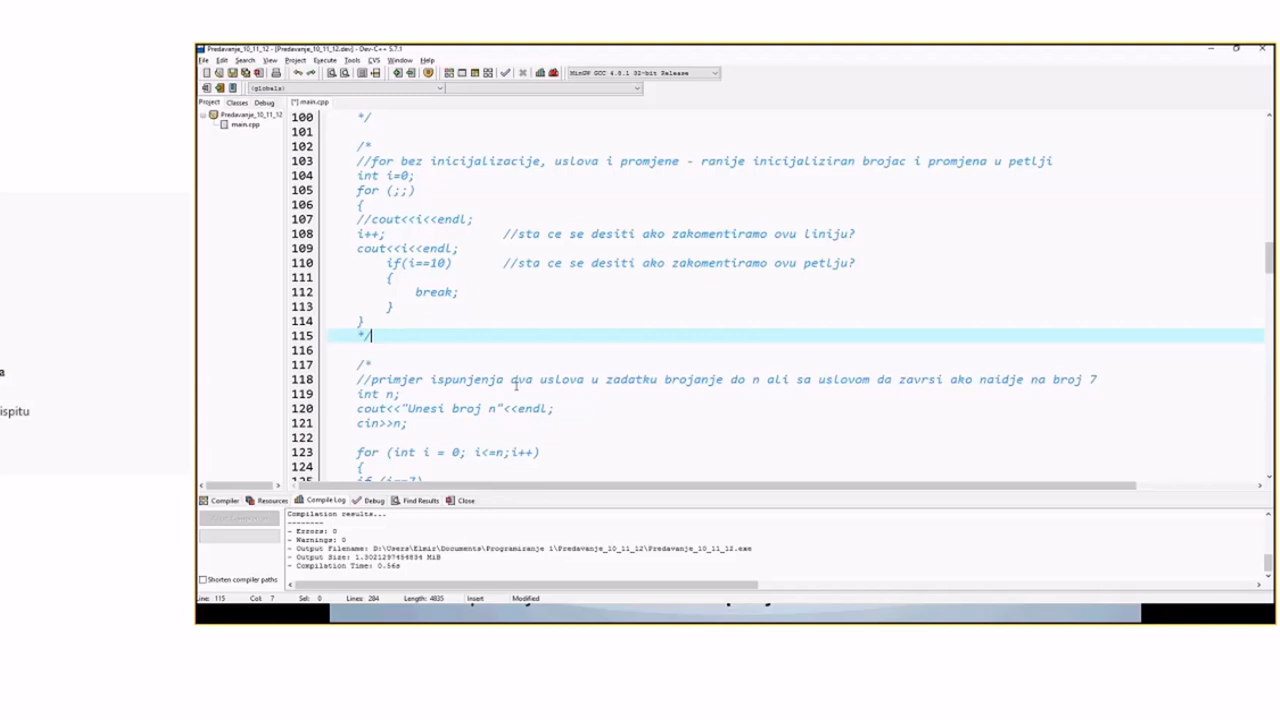 Predavanje_10_11_12 - [Predavanje_10_11_12.dev] - Dev-C++ 5.7.1
File Edit Search View Project Execute Tools CVS Window Help
MinGW GCC 4.8.1 32-bit Release
(globals)
Project Classes Debug
[*] main.cpp
Predavanje_10_11_12
main.cpp
100 */
101
102 /*
103 //for bez inicijalizacije, uslova i promjene - ranije inicijaliziran brojac i promjena u petlji
104 int i=0;
105 for (;;)
106 {
107 //cout<<i<<endl;
108 i++; //sta ce se desiti ako zakomentiramo ovu liniju?
109 cout<<i<<endl;
110 if(i==10) //sta ce se desiti ako zakomentiramo ovu petlju?
111 {
112 break;
113 }
114 }
115 */
116
117 /*
118 //primjer ispunjenja dva uslova u zadatku brojanje do n ali sa uslovom da zavrsi ako naidje na broj 7
119 int n;
120 cout<<"Unesi broj n"<<endl;
121 cin>>n;
122
123 for (int i = 0; i<=n;i++)
124 {
125 if (i==7)
a
ispitu
Compiler Resources Compile Log Debug Find Results Close
Compilation results...
--------
- Errors: 0
- Warnings: 0
- Output Filename: D:\Users\Elmir\Documents\Programiranje 1\Predavanje_10_11_12\Predavanje_10_11_12.exe
- Output Size: 1.3021297454834 MiB
- Compilation Time: 0.56s
Shorten compiler paths
Line: 115 Col: 7 Sel: 0 Lines: 284 Length: 4835 Insert Modified